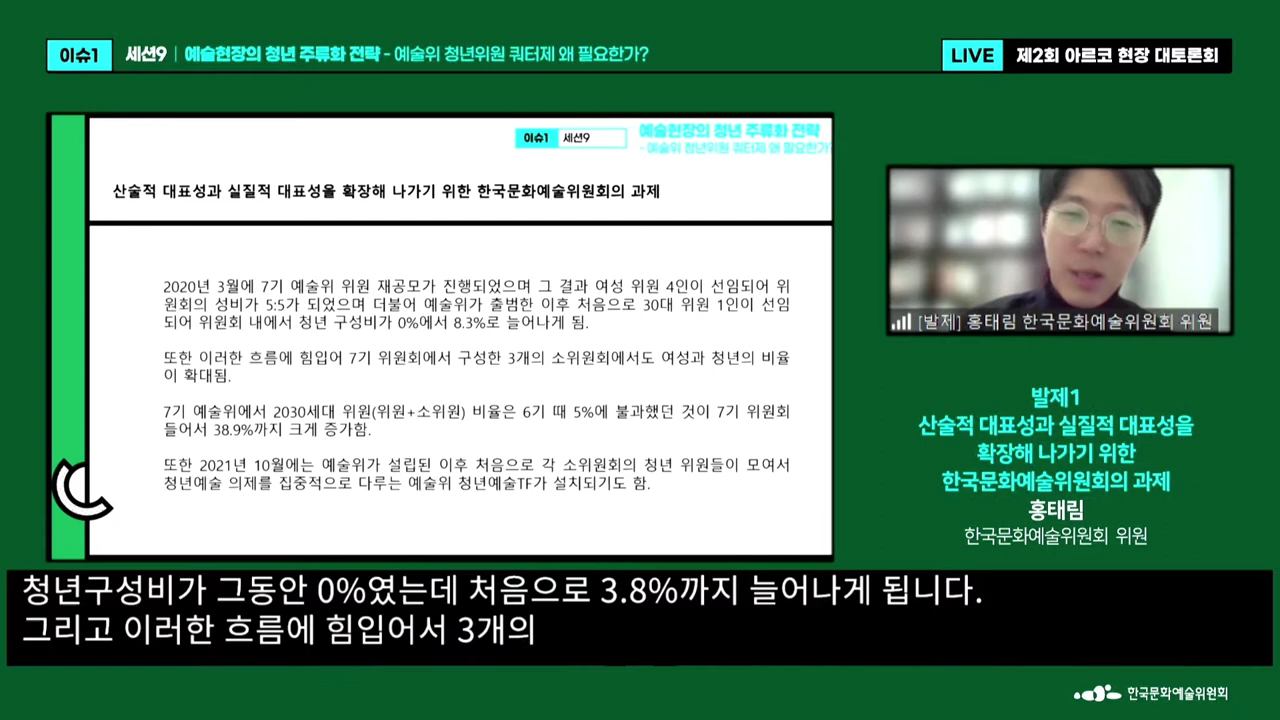 이슈1 세션9 | 예술현장의 청년 주류화 전략 - 예술위 청년위원 쿼터제 왜 필요한가?
LIVE 제2회 아르코 현장 대토론회
이슈1 세션9
예술현장의 청년 주류화 전략
- 예술위 청년위원 쿼터제 왜 필요한가?
산술적 대표성과 실질적 대표성을 확장해 나가기 위한 한국문화예술위원회의 과제
2020년 3월에 7기 예술위 위원 재공모가 진행되었으며 그 결과 여성 위원 4인이 선임되어 위
원회의 성비가 5:5가 되었으며 더불어 예술위가 출범한 이후 처음으로 30대 위원 1인이 선임
되어 위원회 내에서 청년 구성비가 0%에서 8.3%로 늘어나게 됨.
또한 이러한 흐름에 힘입어 7기 위원회에서 구성한 3개의 소위원회에서도 여성과 청년의 비율
이 확대됨.
7기 예술위에서 2030세대 위원(위원+소위원) 비율은 6기 때 5%에 불과했던 것이 7기 위원회
들어서 38.9%까지 크게 증가함.
또한 2021년 10월에는 예술위가 설립된 이후 처음으로 각 소위원회의 청년 위원들이 모여서
청년예술 의제를 집중적으로 다루는 예술위 청년예술TF가 설치되기도 함.
[발제] 홍태림 한국문화예술위원회 위원
발제1
산술적 대표성과 실질적 대표성을
확장해 나가기 위한
한국문화예술위원회의 과제
홍태림
한국문화예술위원회 위원
청년구성비가 그동안 0%였는데 처음으로 3.8%까지 늘어나게 됩니다.
그리고 이러한 흐름에 힘입어서 3개의
한국문화예술위원회